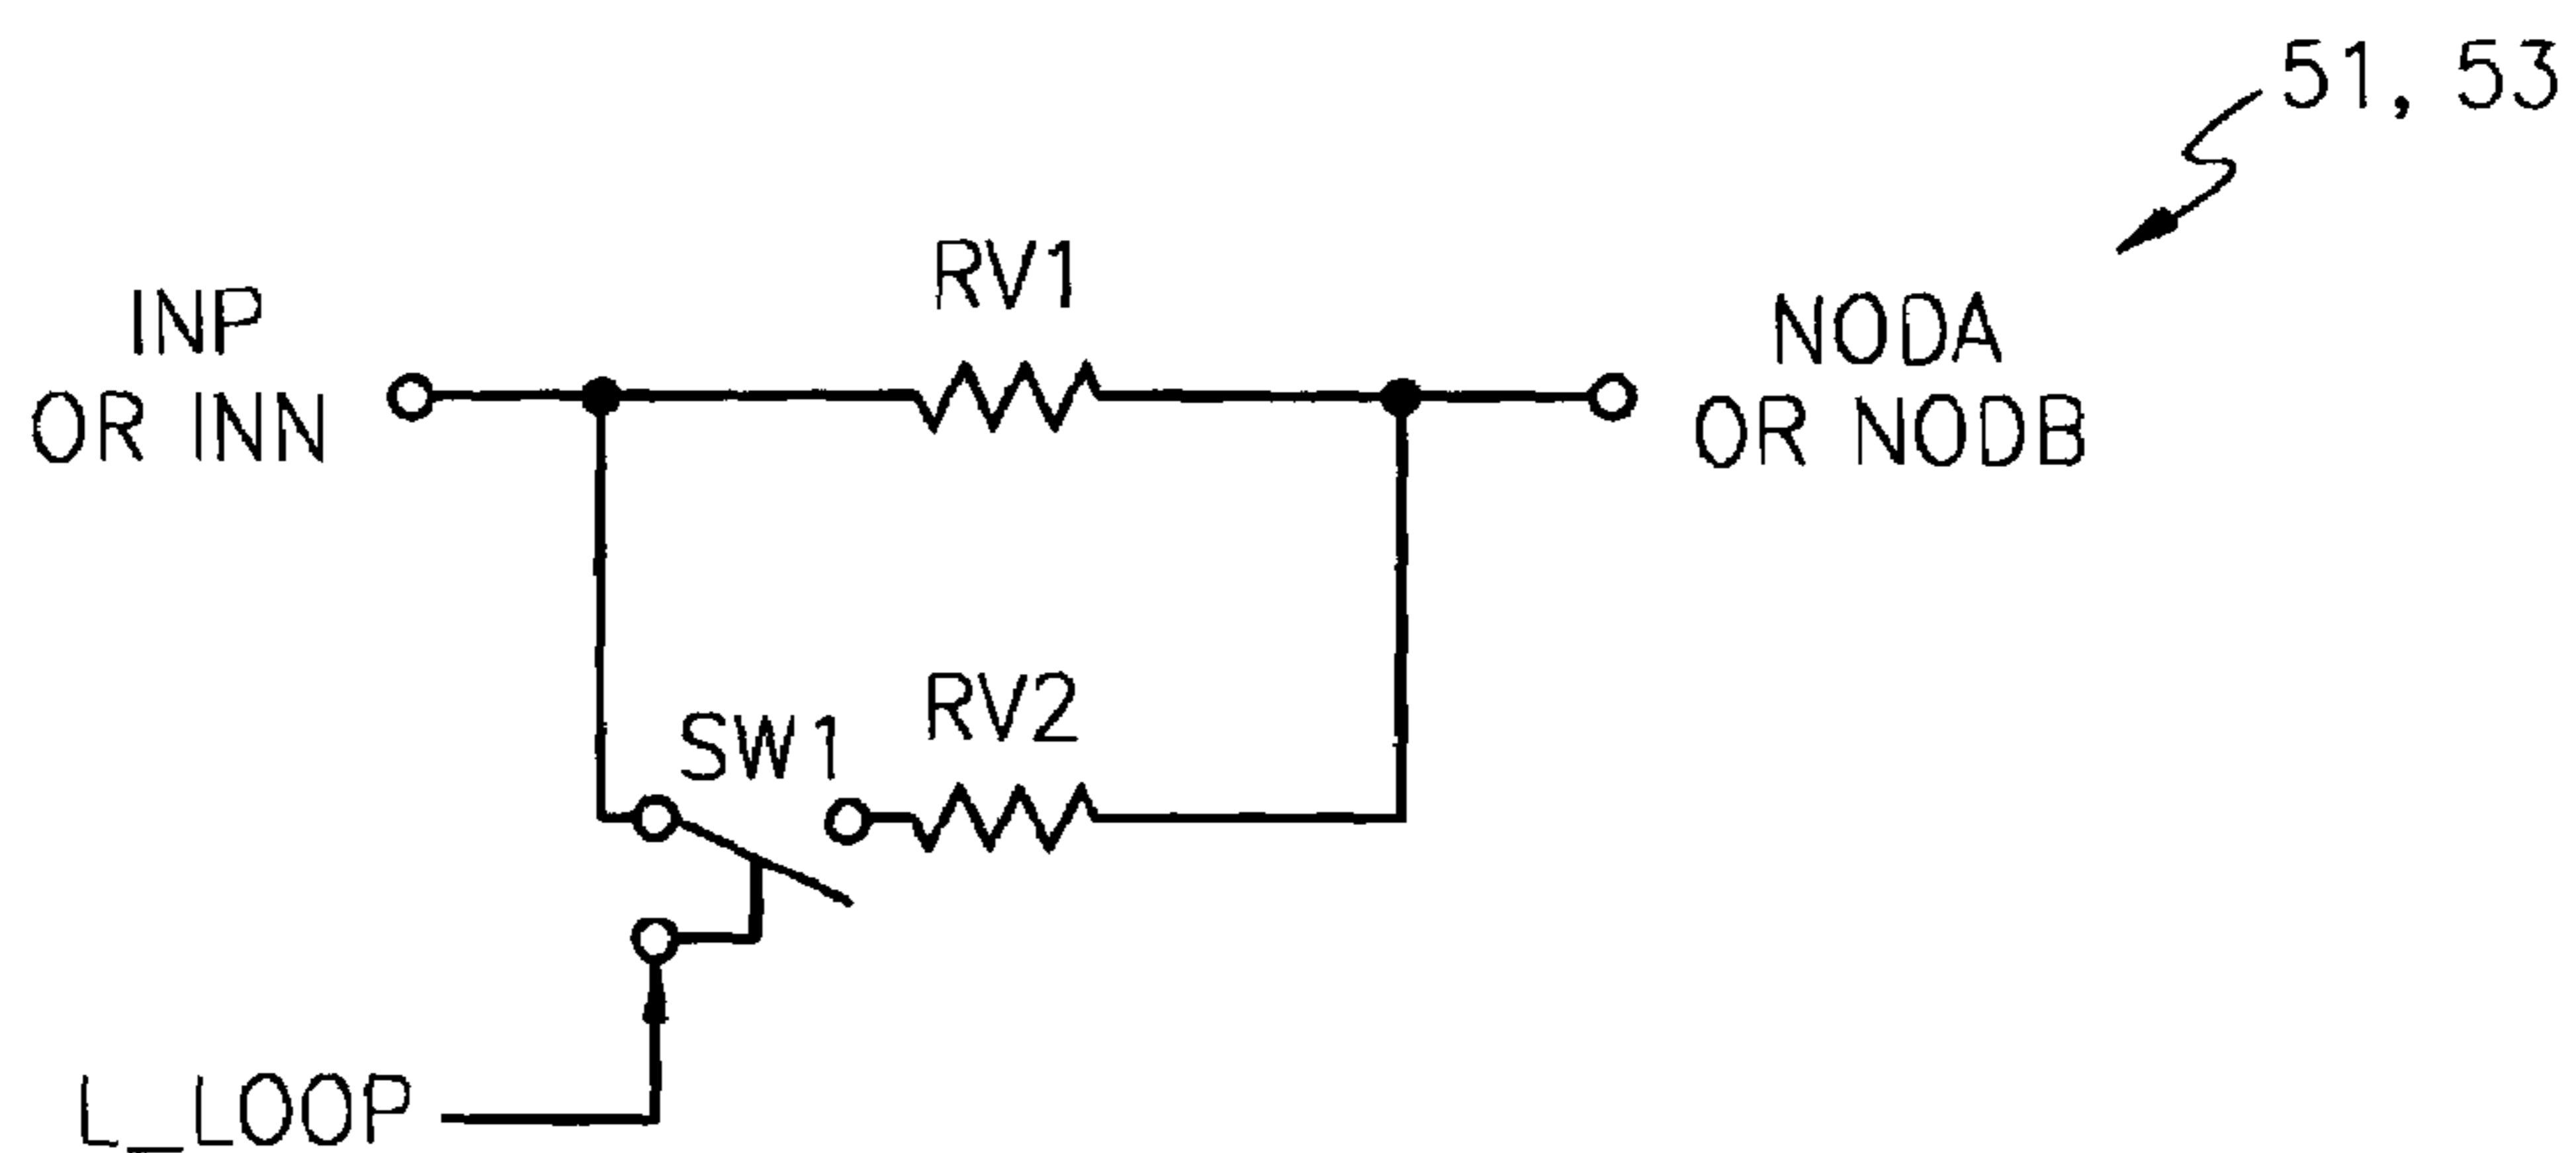 51, 53
RV1
INP
OR INN
NODA
OR NODB
SW1
RV2
L_LOOP